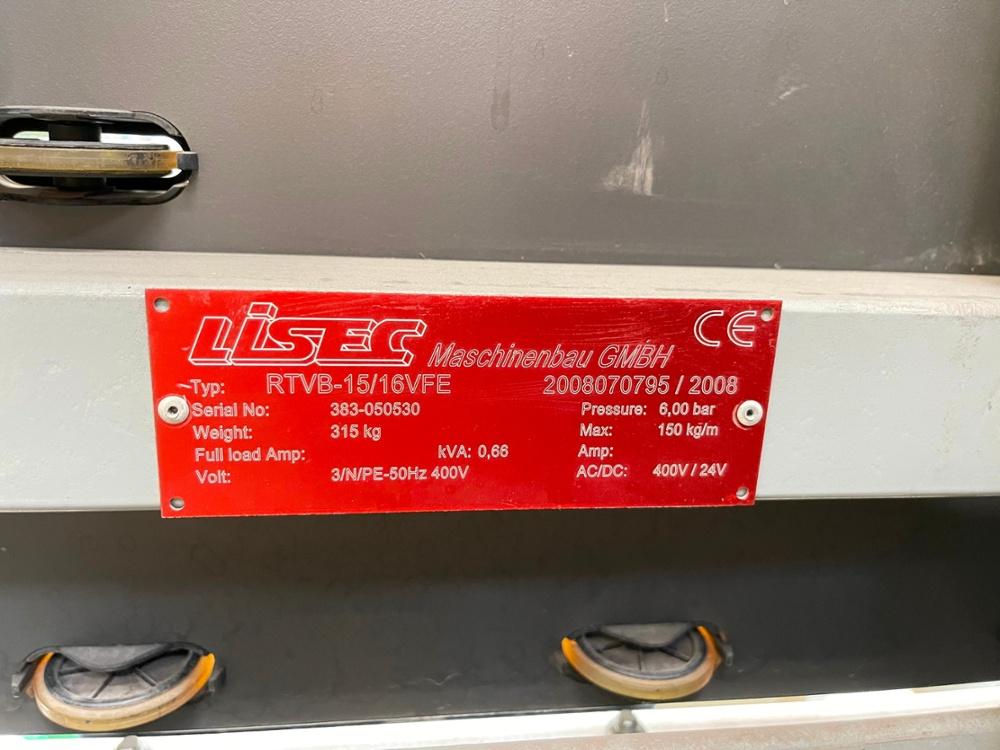 LiSEC Maschinenbau GMBH CE
Typ: RTVB-15/16VFE 2008070795 / 2008
Serial No: 383-050530 Pressure: 6,00 bar
Weight: 315 kg Max: 150 kg/m
Full load Amp: kVA: 0,66 Amp:
Volt: 3/N/PE-50Hz 400V AC/DC: 400V / 24V